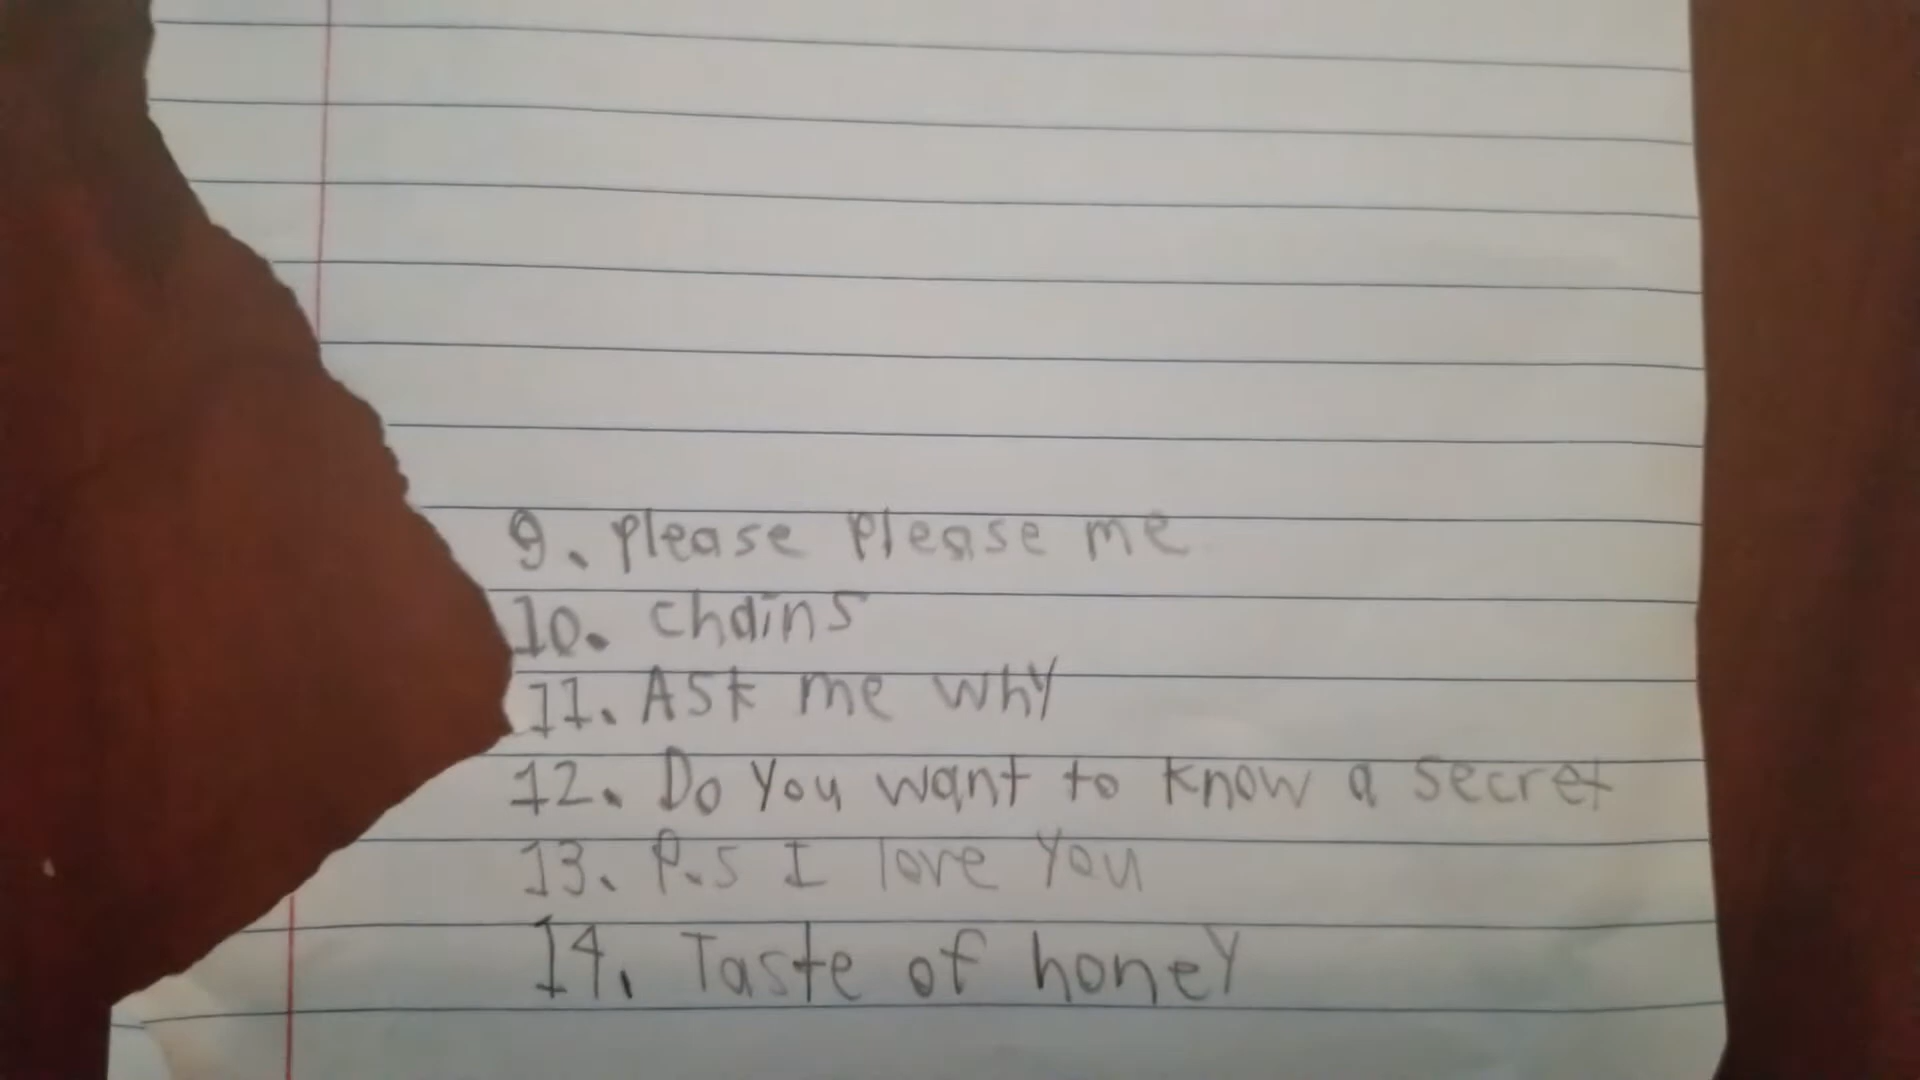 9. Please Please me
10. chains
11. Ask me why
12. Do You want to know a secret
13. P.s I love You
14. Taste of honey